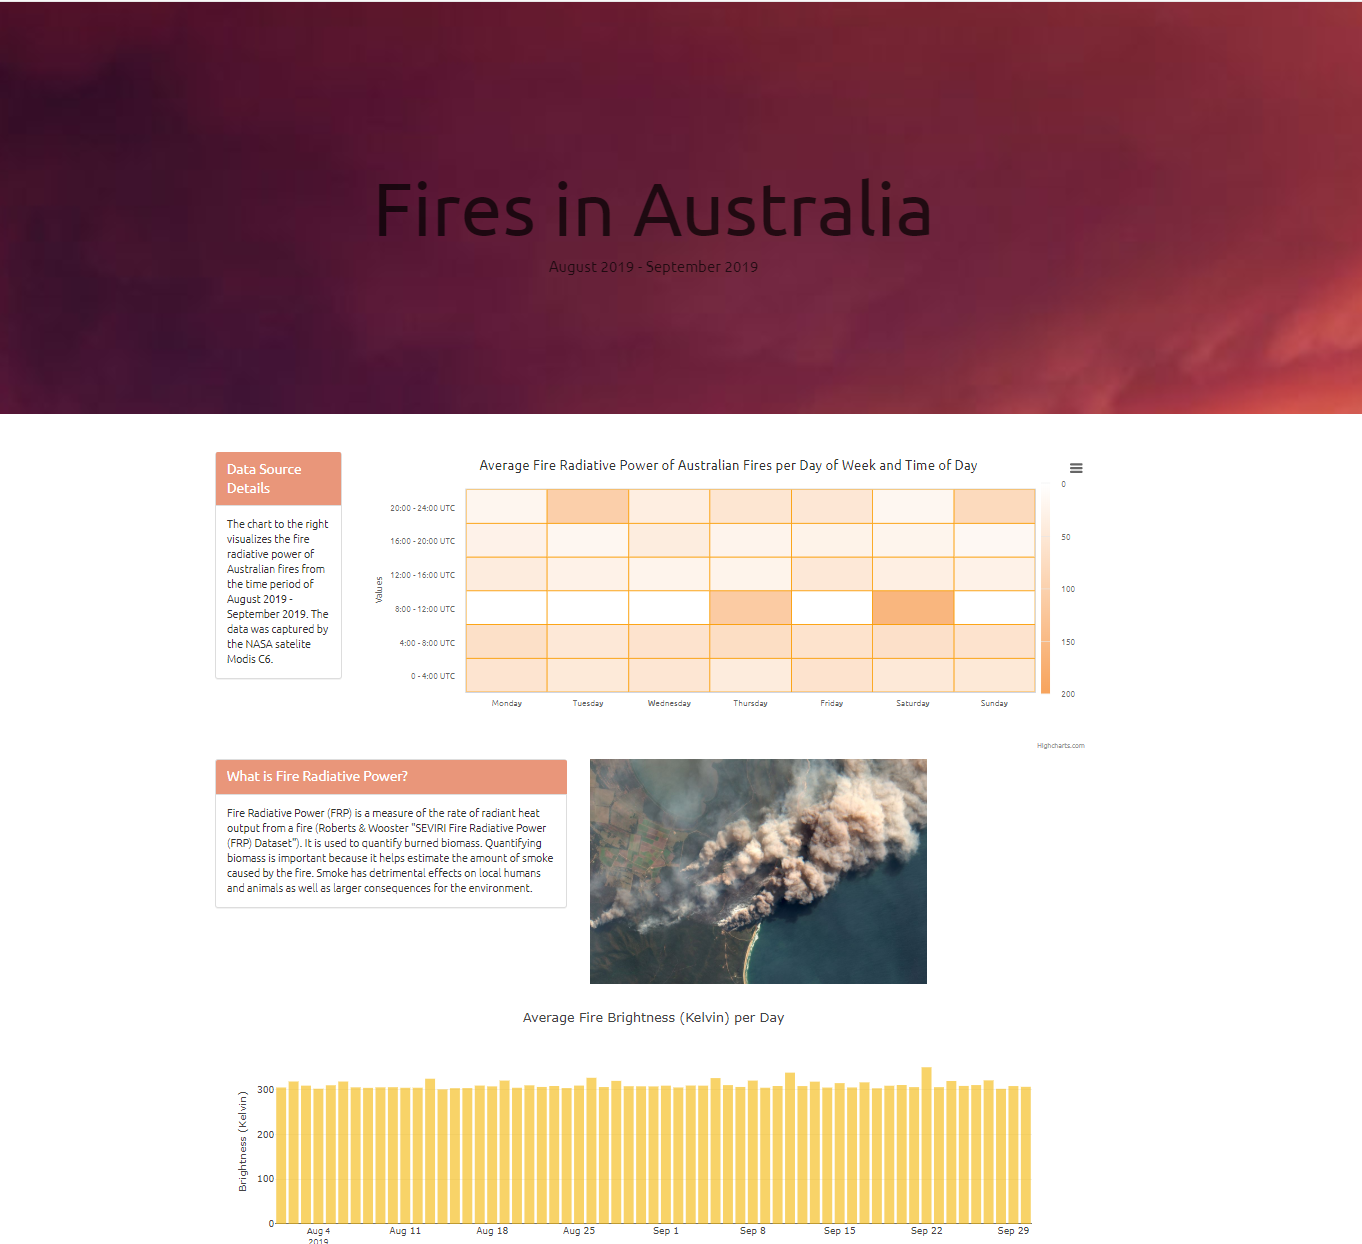 Fires in Australia
August 2019 - September 2019
Data Source
Details
The chart to the right
visualizes the fire
radiative power of
Australian fires from
the time period of
August 2019 -
September 2019. The
data was captured by
the NASA satelite
Modis C6.
Average Fire Radiative Power of Australian Fires per Day of Week and Time of Day
Values
20:00 - 24:00 UTC
16:00 - 20:00 UTC
12:00 - 16:00 UTC
8:00 - 12:00 UTC
4:00 - 8:00 UTC
0 - 4:00 UTC
Monday Tuesday Wednesday Thursday Friday Saturday Sunday
0
50
100
150
200
Highcharts.com
What is Fire Radiative Power?
Fire Radiative Power (FRP) is a measure of the rate of radiant heat
output from a fire (Roberts & Wooster "SEVIRI Fire Radiative Power
(FRP) Dataset"). It is used to quantify burned biomass. Quantifying
biomass is important because it helps estimate the amount of smoke
caused by the fire. Smoke has detrimental effects on local humans
and animals as well as larger consequences for the environment.
Average Fire Brightness (Kelvin) per Day
Brightness (Kelvin)
300
200
100
0
Aug 4 Aug 11 Aug 18 Aug 25 Sep 1 Sep 8 Sep 15 Sep 22 Sep 29
2019